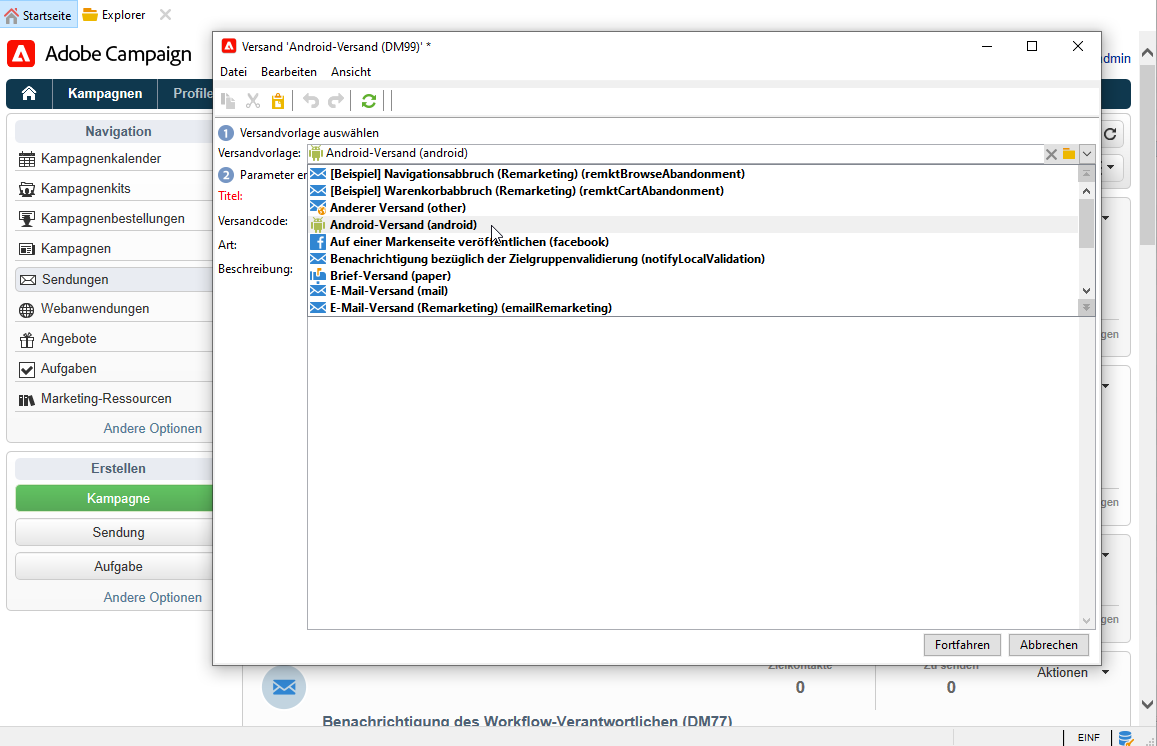 Startseite
Explorer
Adobe Campaign
dmin
Kampagnen
Profile
Navigation
Kampagnenkalender
Kampagnenkits
Kampagnenbestellungen
Kampagnen
Sendungen
Webanwendungen
Angebote
Aufgaben
Marketing-Ressourcen
Andere Optionen
Erstellen
Kampagne
Sendung
Aufgabe
Andere Optionen
Versand 'Android-Versand (DM99)' *
Datei Bearbeiten Ansicht
1 Versandvorlage auswählen
Versandvorlage: Android-Versand (android)
2 Parameter er
Titel:
Versandcode:
Art:
Beschreibung:
[Beispiel] Navigationsabbruch (Remarketing) (remktBrowseAbandonment)
[Beispiel] Warenkorbabbruch (Remarketing) (remktCartAbandonment)
Anderer Versand (other)
Android-Versand (android)
Auf einer Markenseite veröffentlichen (facebook)
Benachrichtigung bezüglich der Zielgruppenvalidierung (notifyLocalValidation)
Brief-Versand (paper)
E-Mail-Versand (mail)
E-Mail-Versand (Remarketing) (emailRemarketing)
gen
gen
gen
Fortfahren
Abbrechen
Zielkontakte
Zu senden
Aktionen
0
0
Benachrichtigung des Workflow-Verantwortlichen (DM77)
EINF